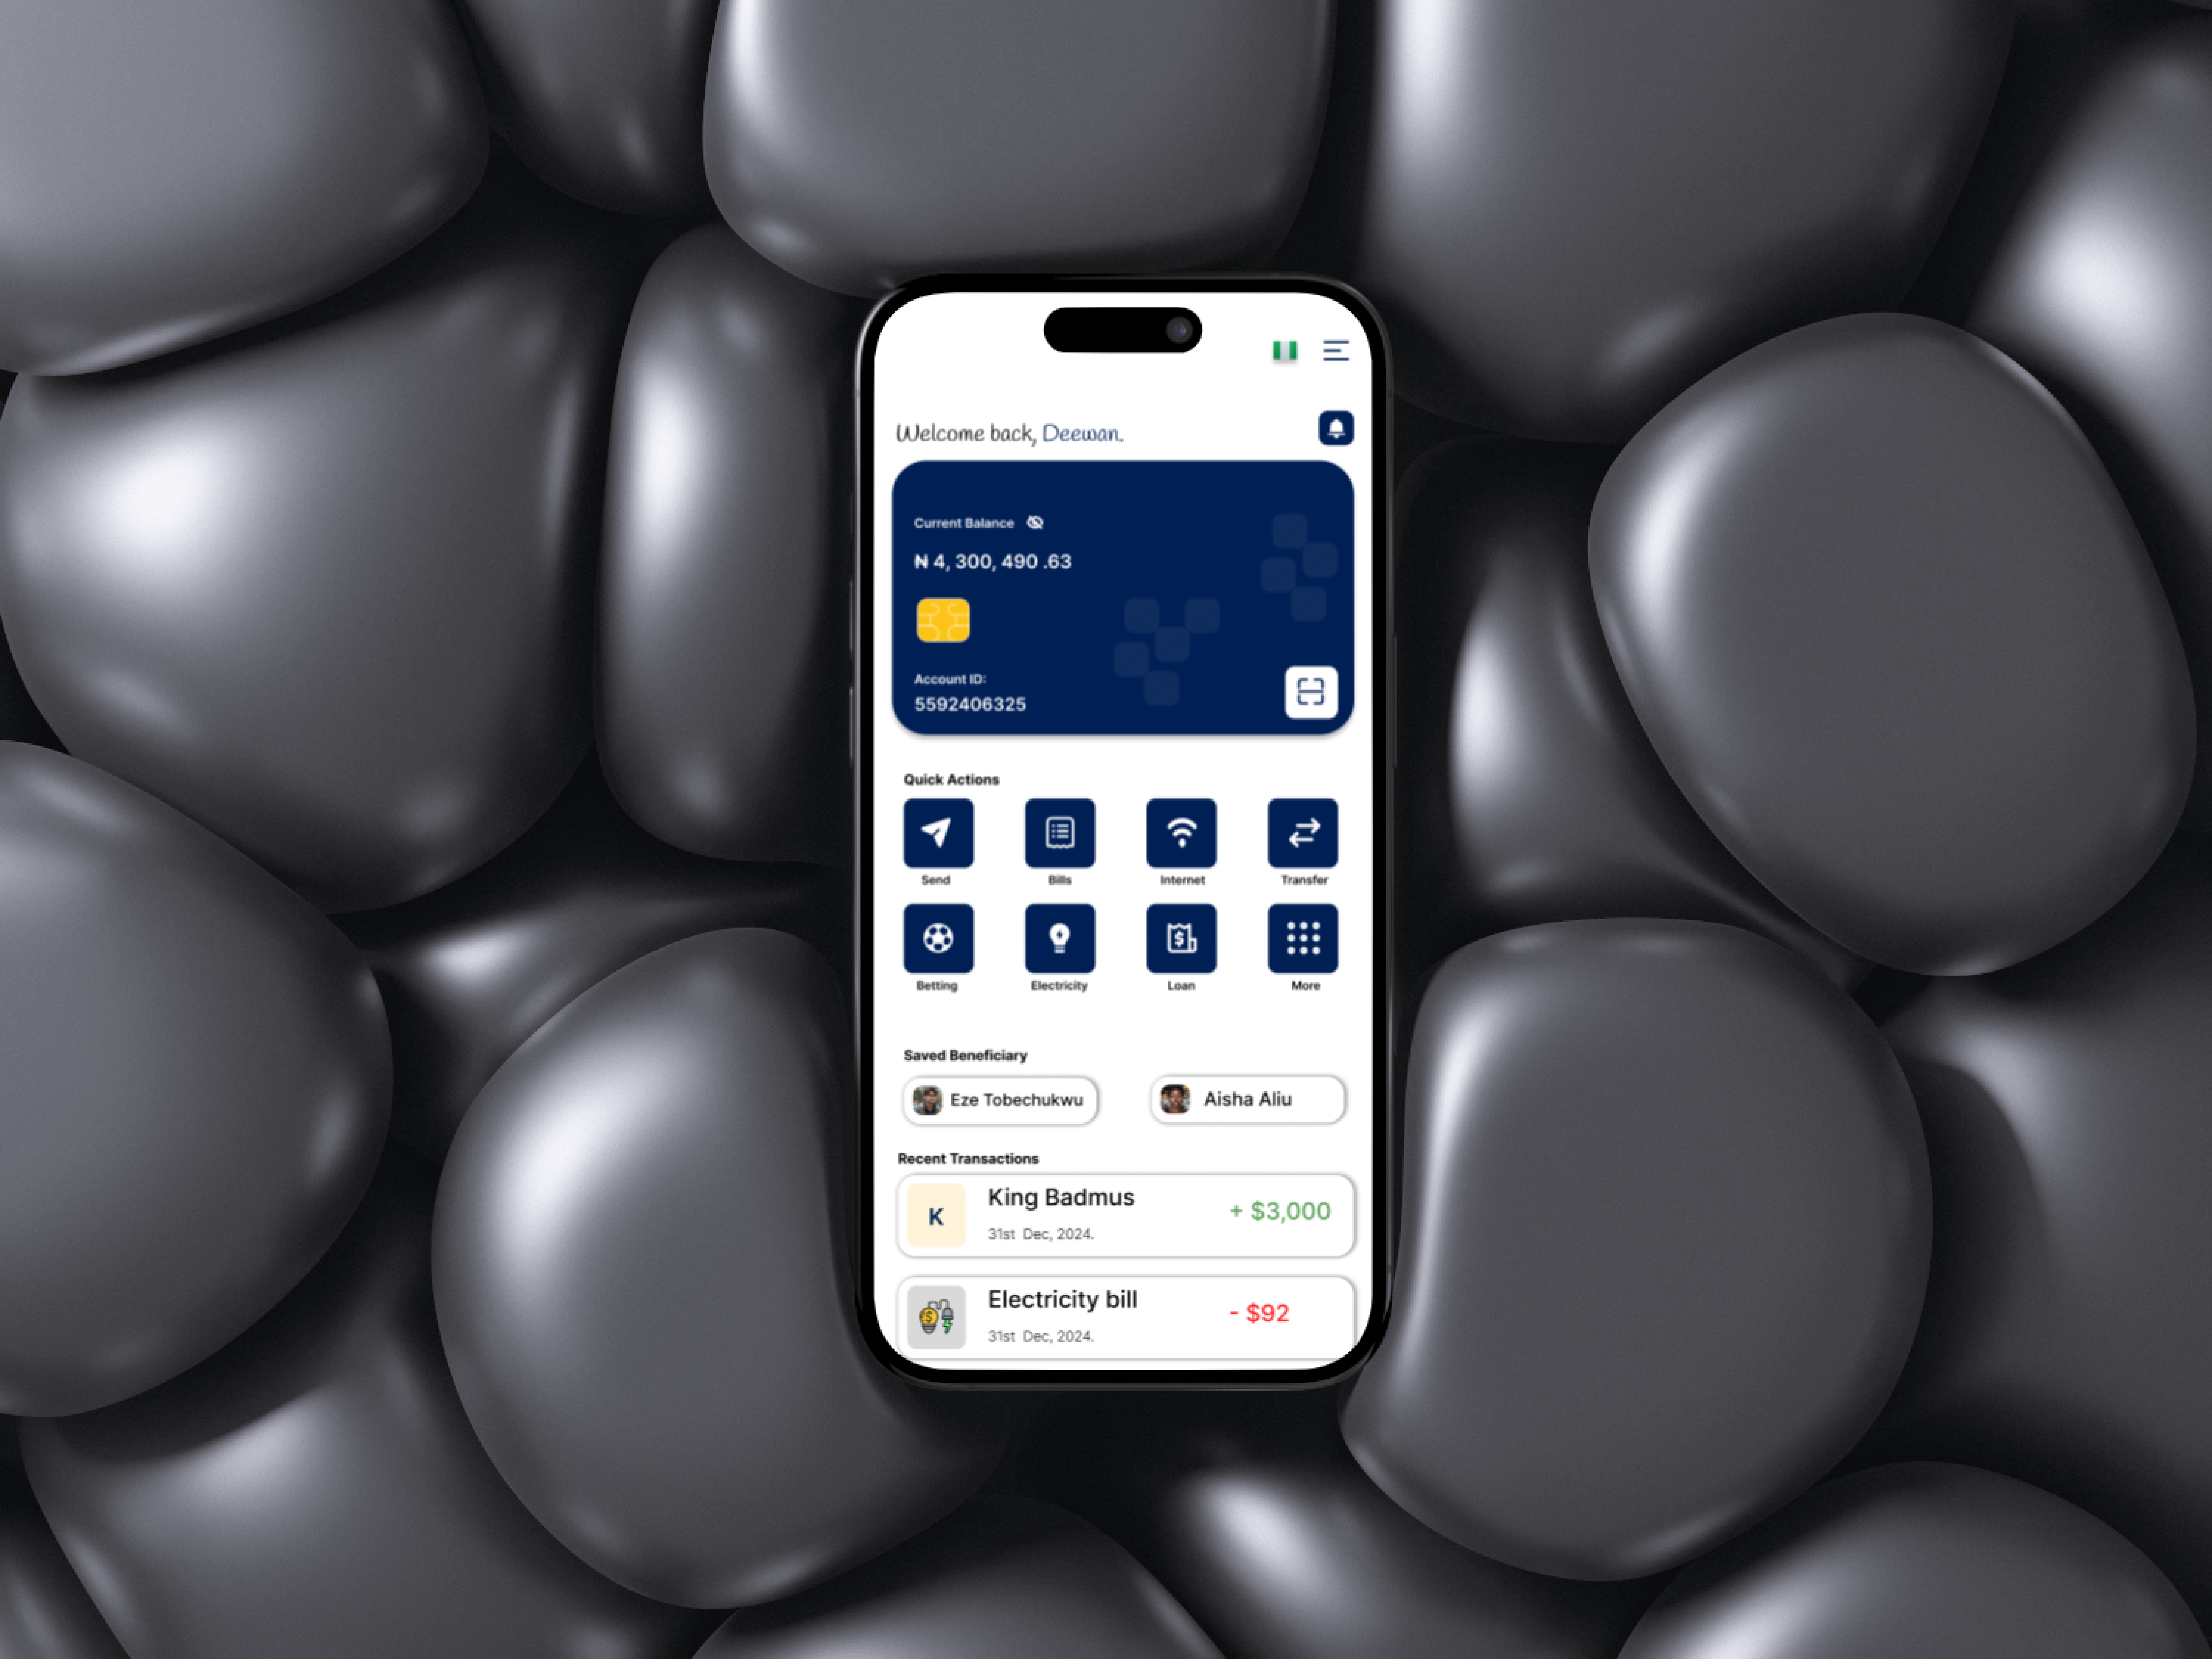 Welcome back, Deewan.
Current Balance
₦ 4, 300, 490 .63
Account ID:
5592406325
Quick Actions
Send Bills Internet Transfer
Betting Electricity Loan More
Saved Beneficiary
Eze Tobechukwu Aisha Aliu
Recent Transactions
K King Badmus + $3,000
31st Dec, 2024.
Electricity bill - $92
31st Dec, 2024.